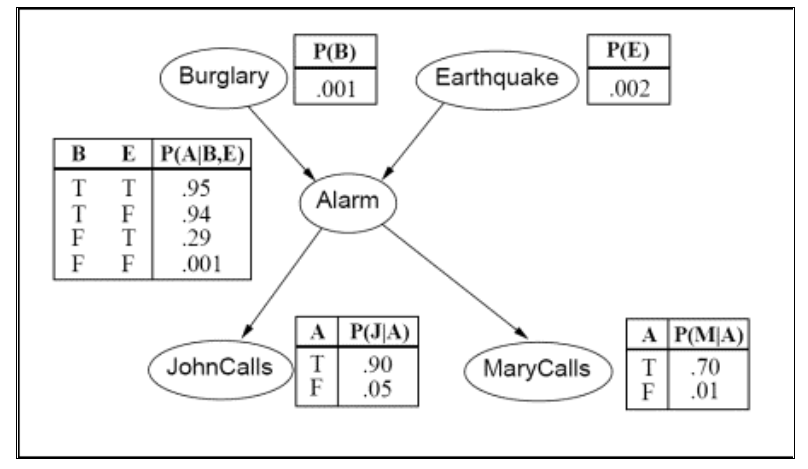 Burglary
P(B)
.001
Earthquake
P(E)
.002
B E P(A|B,E)
T T .95
T F .94
F T .29
F F .001
Alarm
JohnCalls
A P(J|A)
T .90
F .05
MaryCalls
A P(M|A)
T .70
F .01